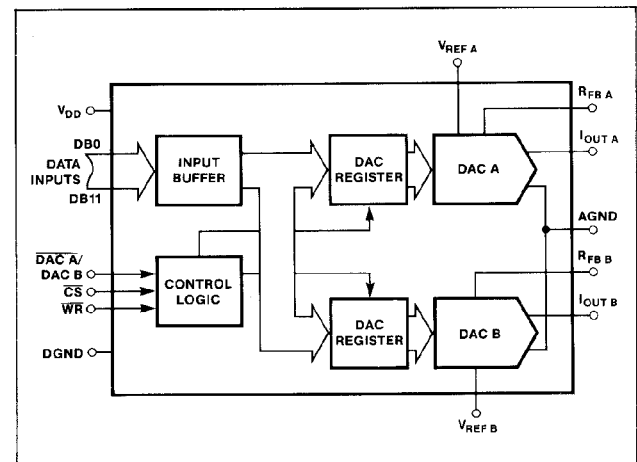 V_REF A
R_FB A
V_DD
I_OUT A
DB0
DATA
INPUTS
DB11
INPUT
BUFFER
DAC
REGISTER
DAC A
AGND
DAC A/
DAC B
CS
WR
CONTROL
LOGIC
R_FB B
I_OUT B
DAC
REGISTER
DAC B
DGND
V_REF B